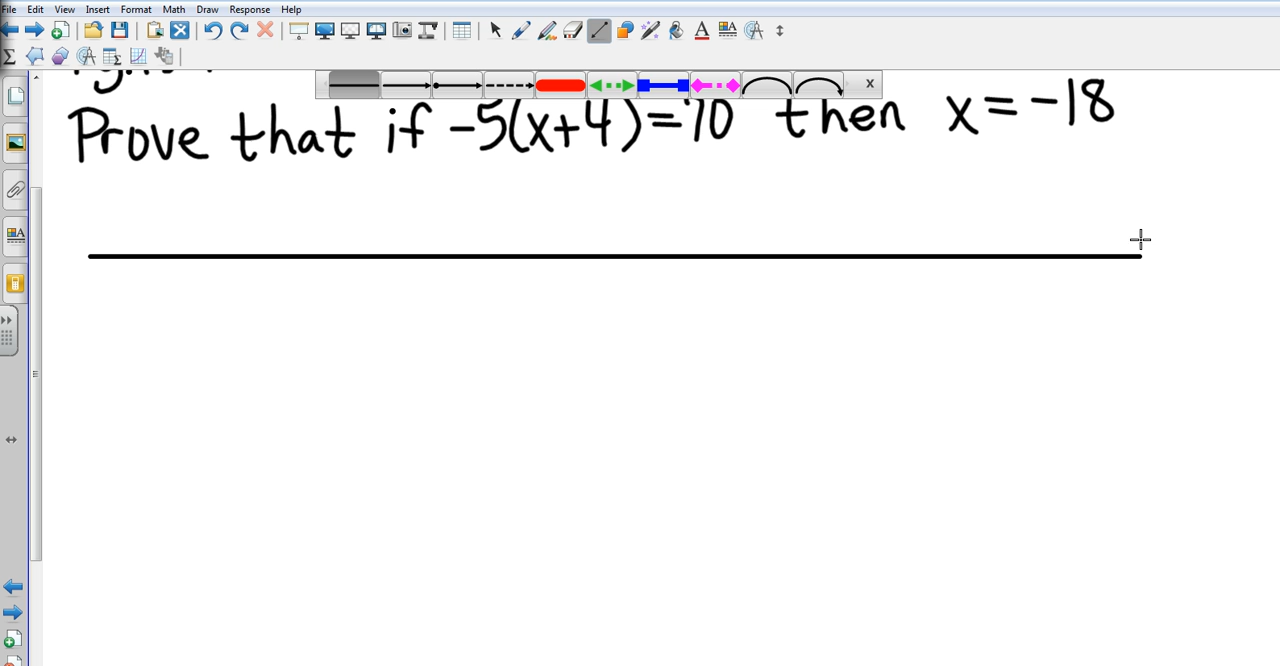 File Edit View Insert Format Math Draw Response Help
Σ
A
x
Prove that if -5(x+4)=70 then x=-18